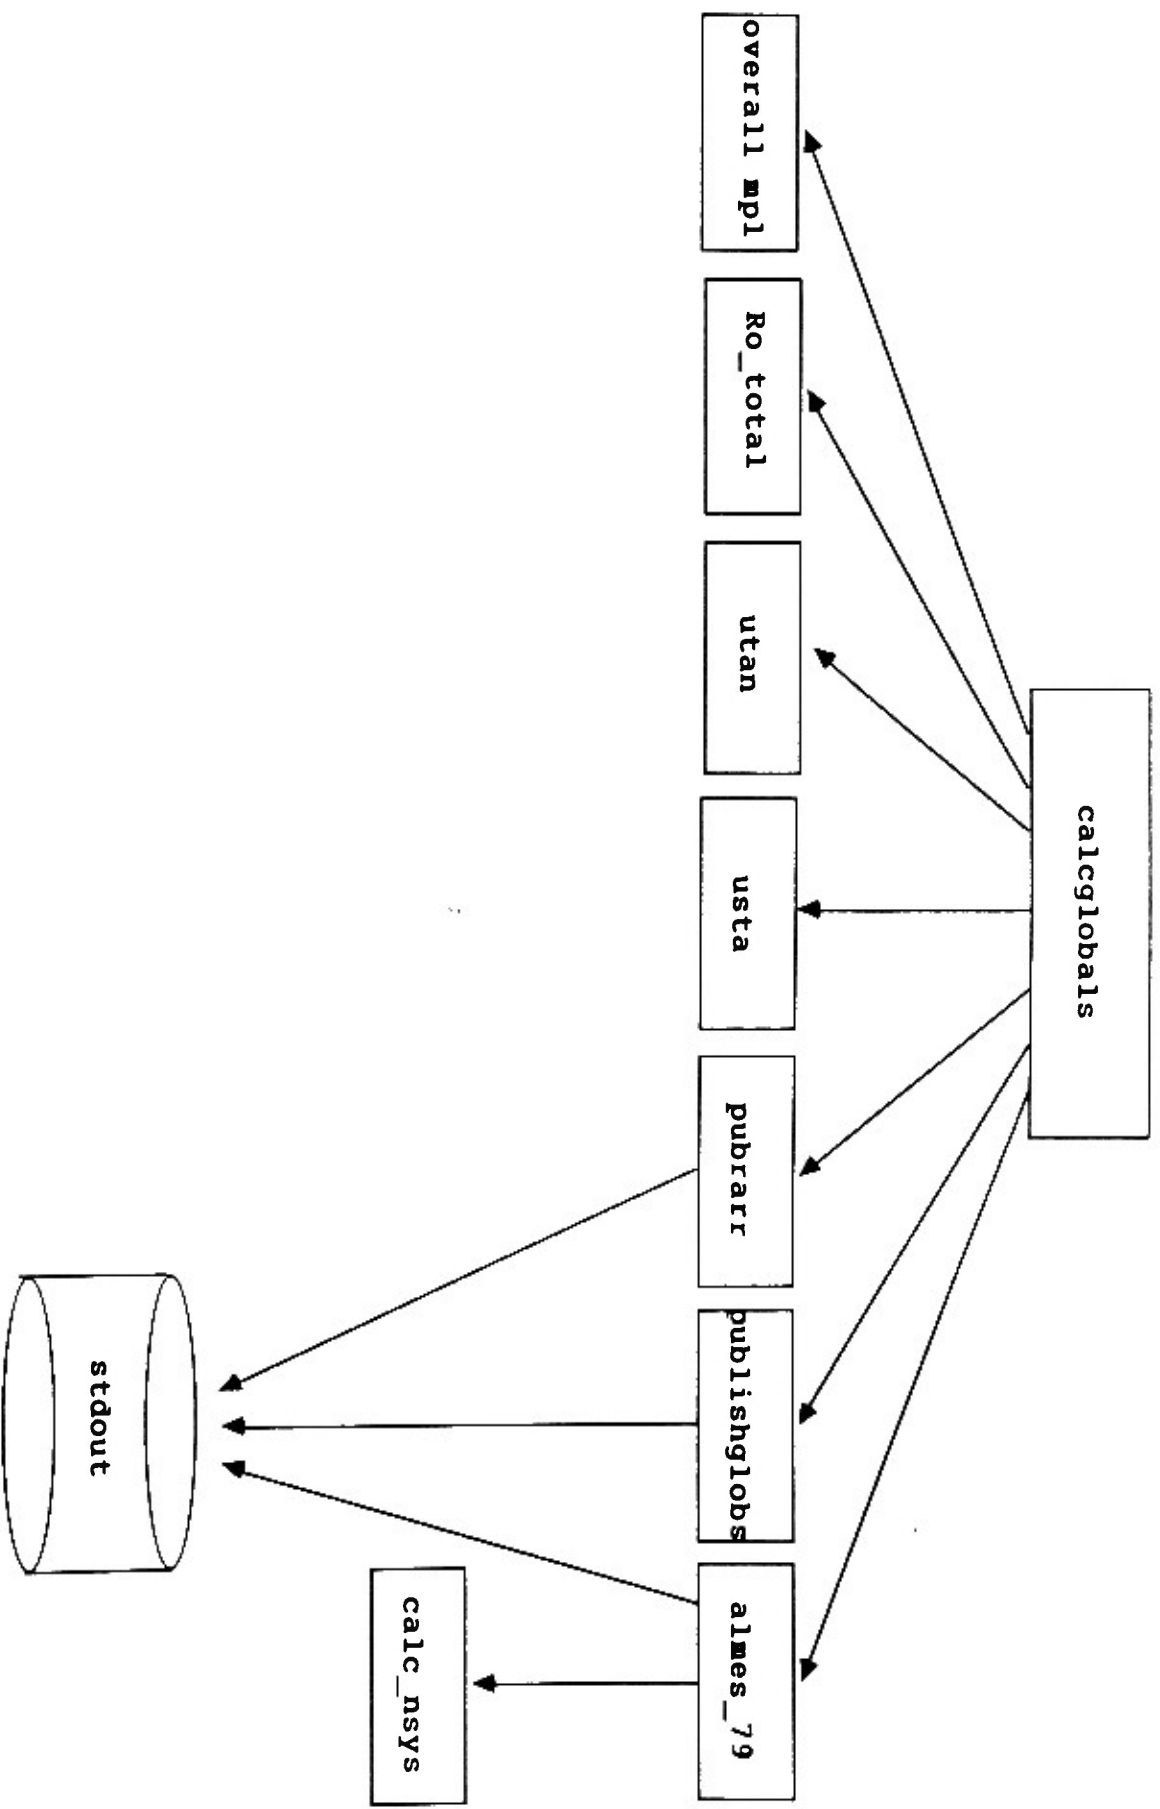 calcglobals
overall mpl
Ro_total
utan
usta
pubrarr
publishglobs
almes_79
calc_nsys
stdout